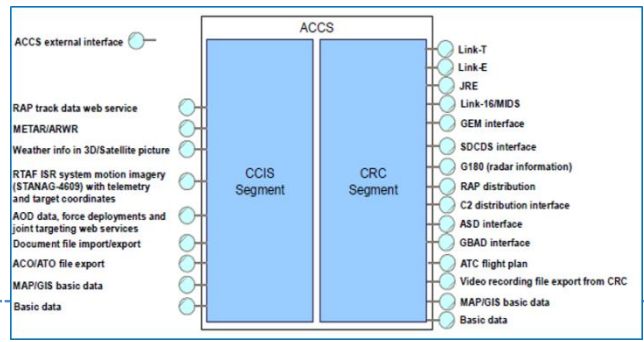 ACCS
ACCS external interface
RAP track data web service
METAR/ARWR
Weather info in 3D/Satellite picture
RTAF ISR system motion imagery
(STANAG-4609) with telemetry
and target coordinates
AOD data, force deployments and
joint targeting web services
Document file import/export
ACO/ATO file export
MAP/GIS basic data
Basic data
CCIS
Segment
CRC
Segment
Link-T
Link-E
JRE
Link-16/MIDS
GEM interface
SDCDS interface
G180 (radar information)
RAP distribution
C2 distribution interface
ASD interface
GBAD interface
ATC flight plan
Video recording file export from CRC
MAP/GIS basic data
Basic data